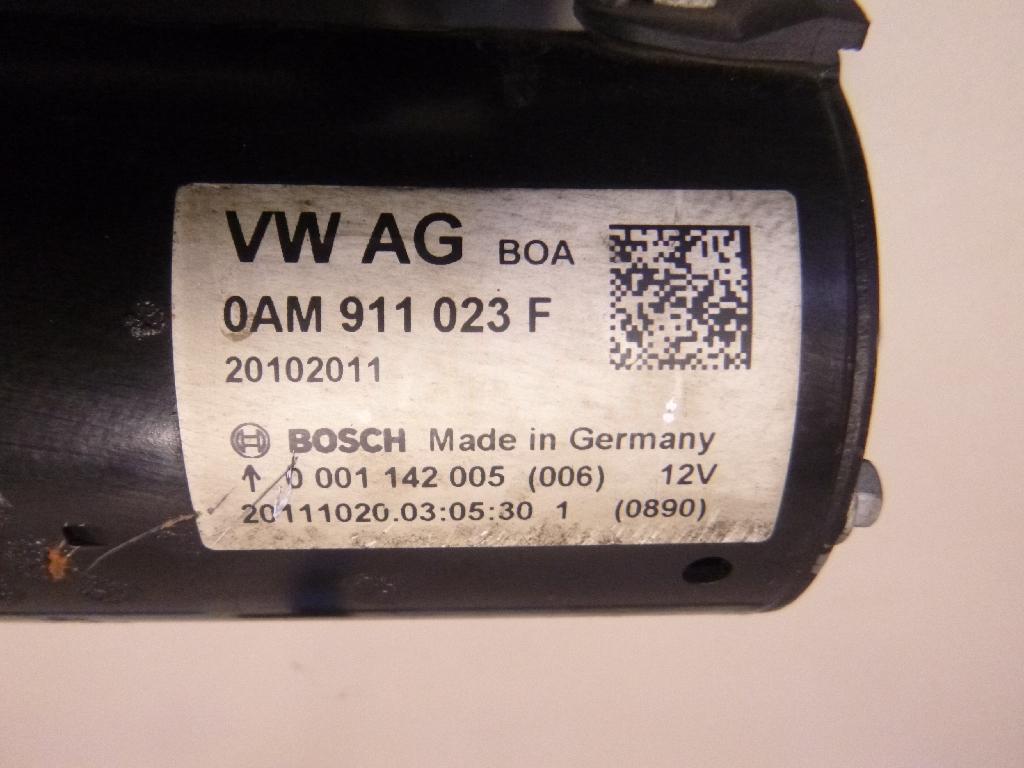 VW AG BOA
0AM 911 023 F
20102011
BOSCH Made in Germany
↑ 0 001 142 005 (006) 12V
20111020.03:05:30 1 (0890)